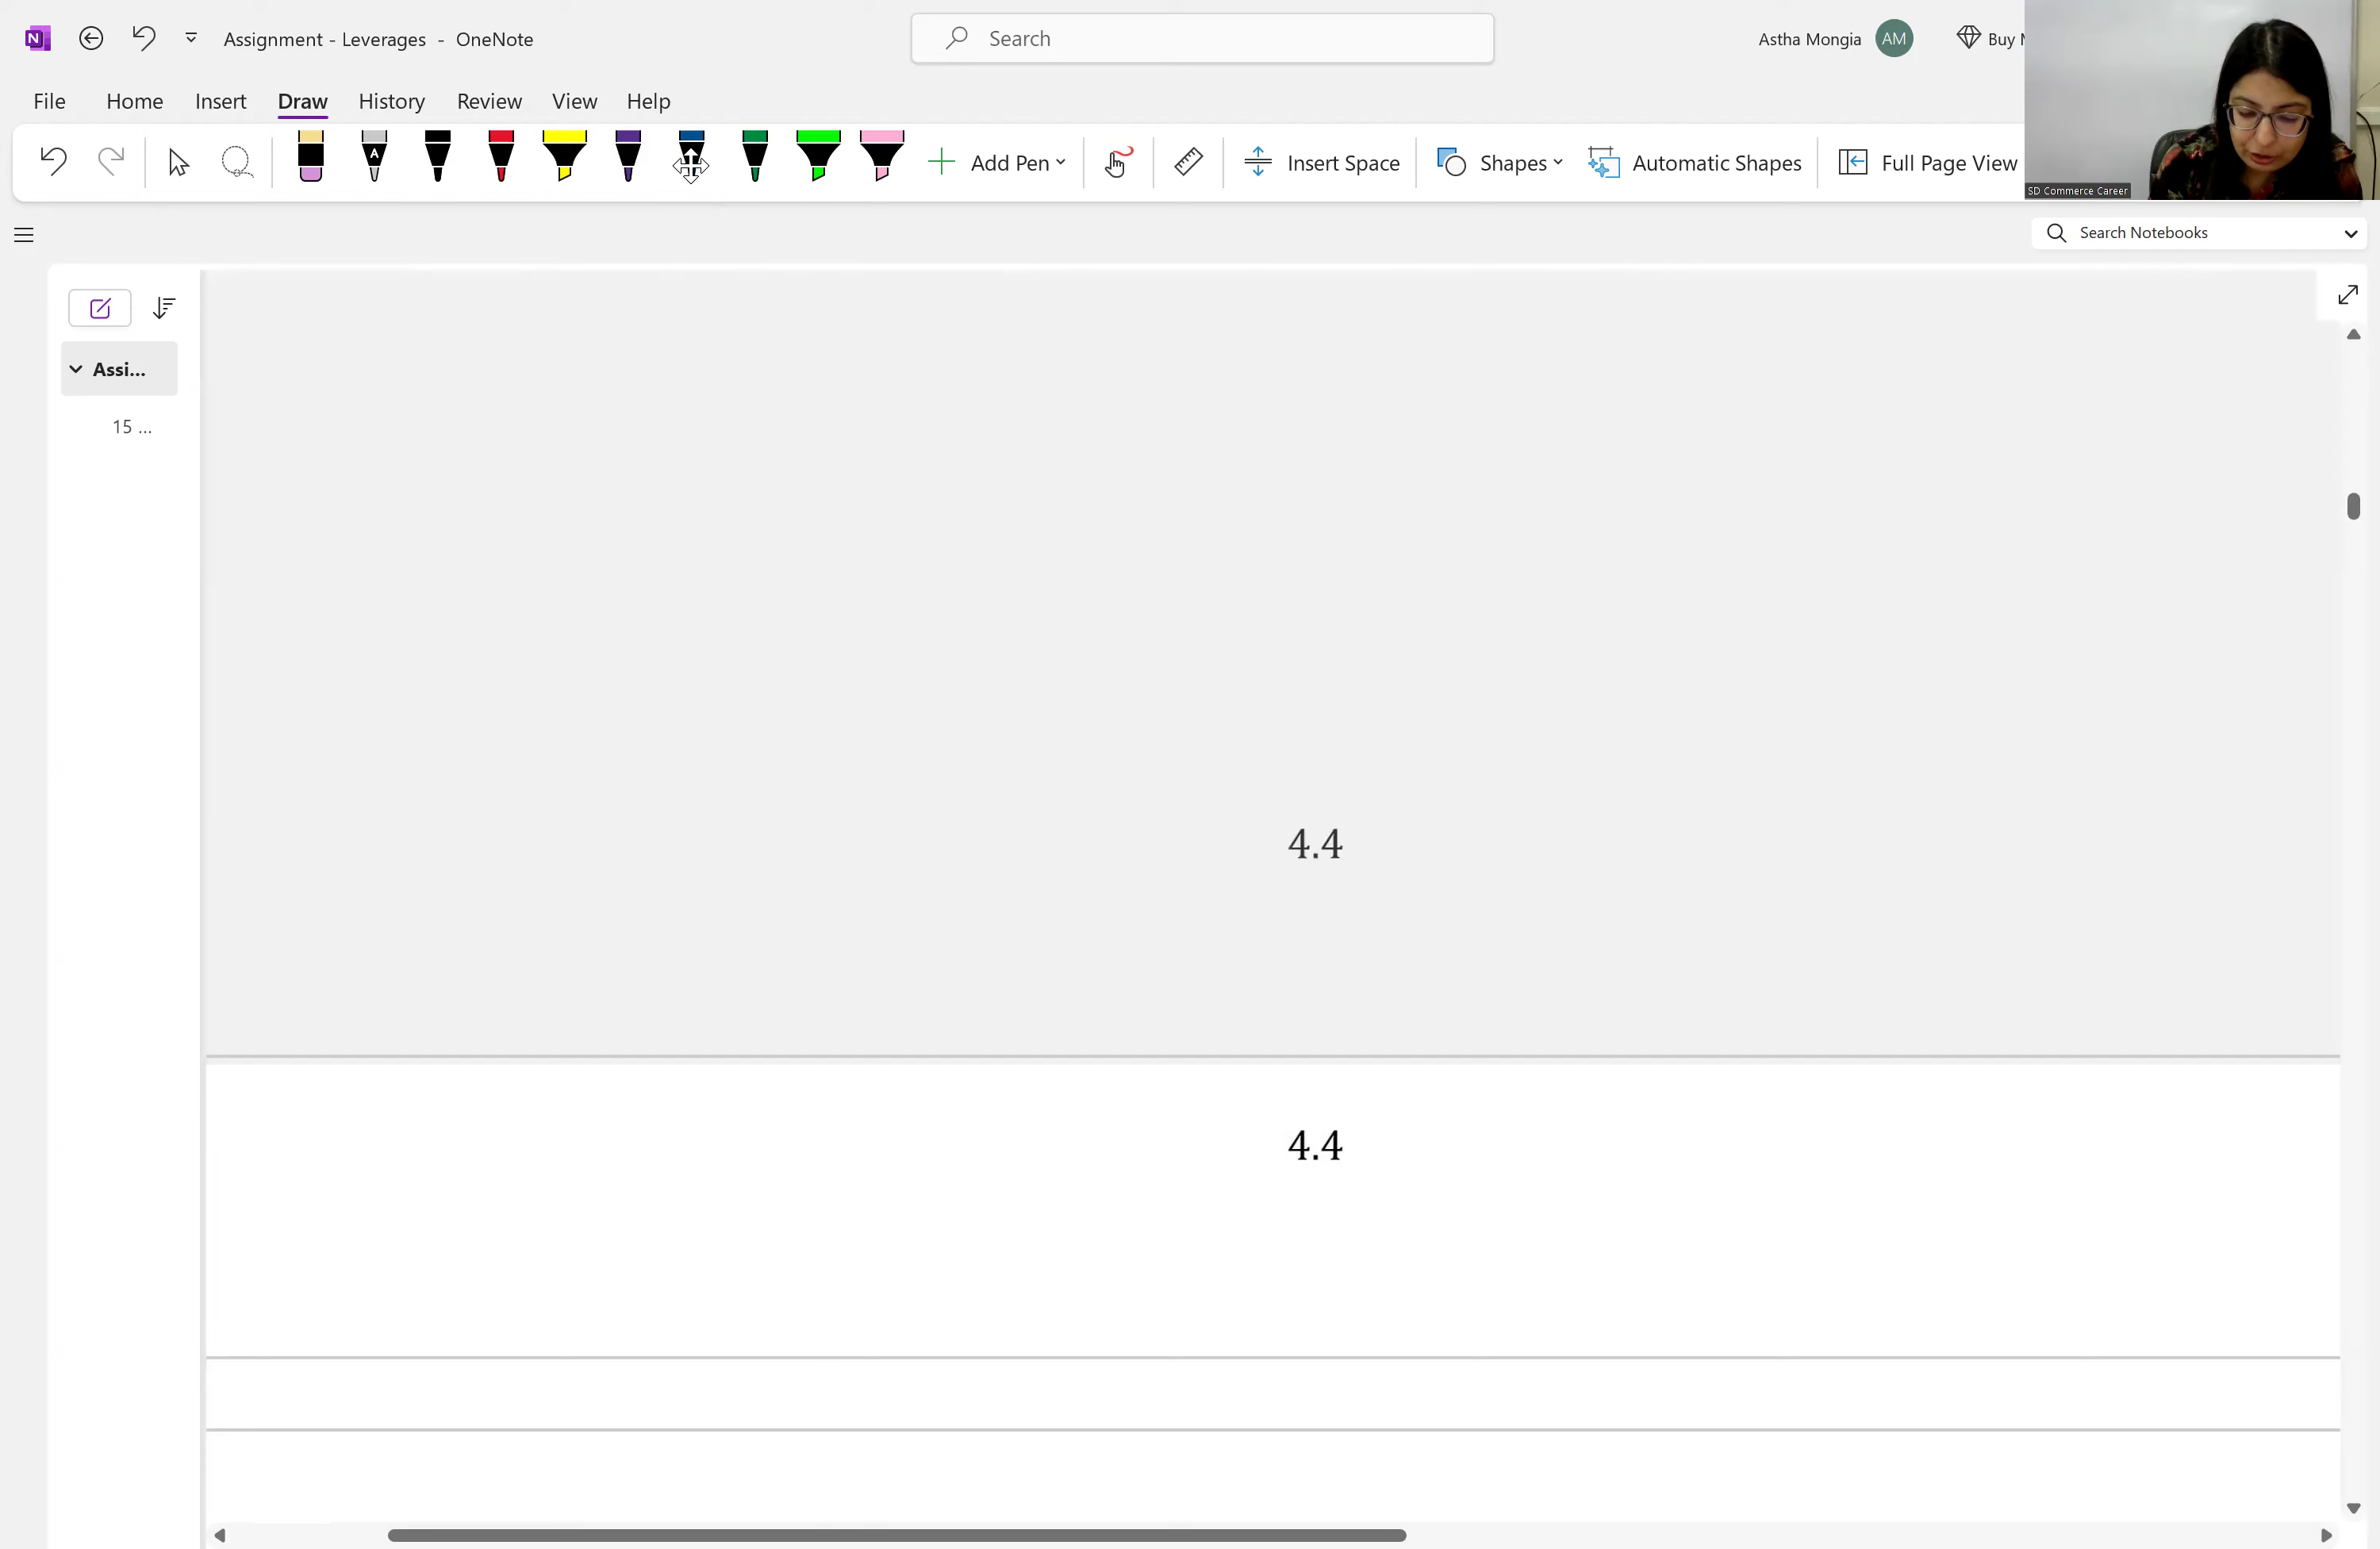 Assignment - Leverages - OneNote
Search
Astha Mongia AM
Buy
SD Commerce Career
File Home Insert Draw History Review View Help
A
Add Pen
Insert Space
Shapes
Automatic Shapes
Full Page View
Search Notebooks
Assi...
15 ...
4.4
4.4